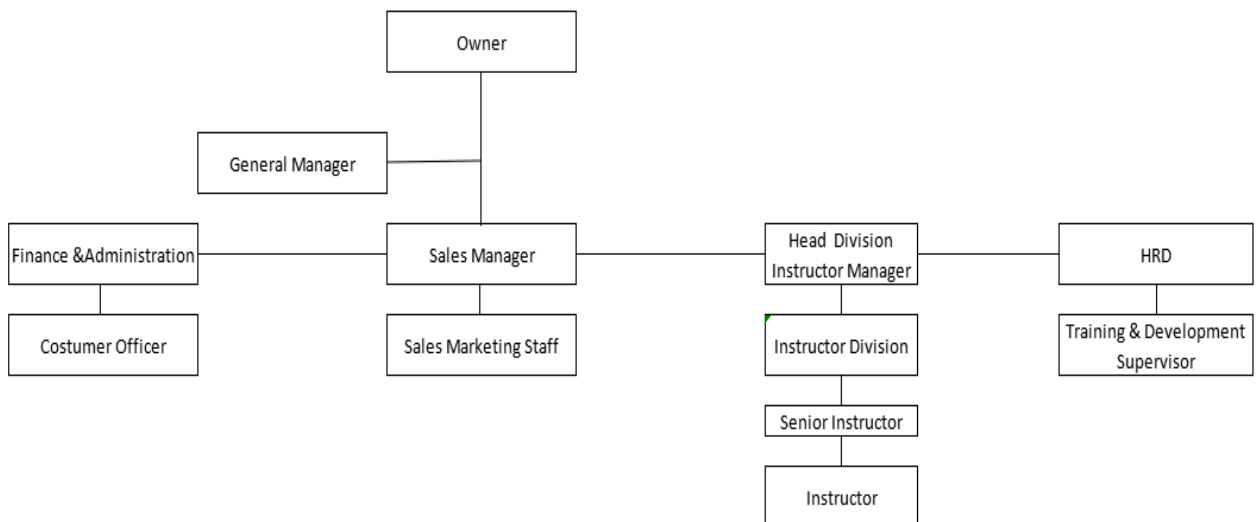 Owner
General Manager
Finance &Administration
Sales Manager
Head Division
Instructor Manager
HRD
Costumer Officer
Sales Marketing Staff
Instructor Division
Training & Development
Supervisor
Senior Instructor
Instructor